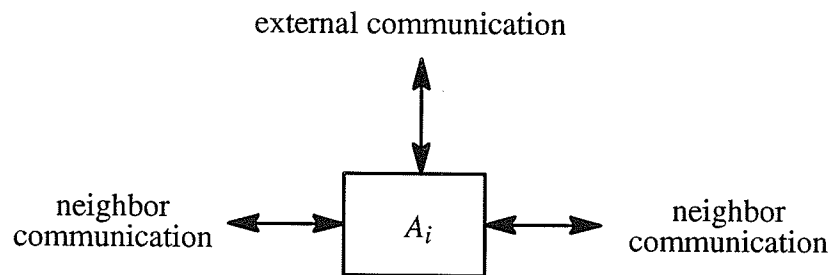 external communication
neighbor
communication
A_i
neighbor
communication